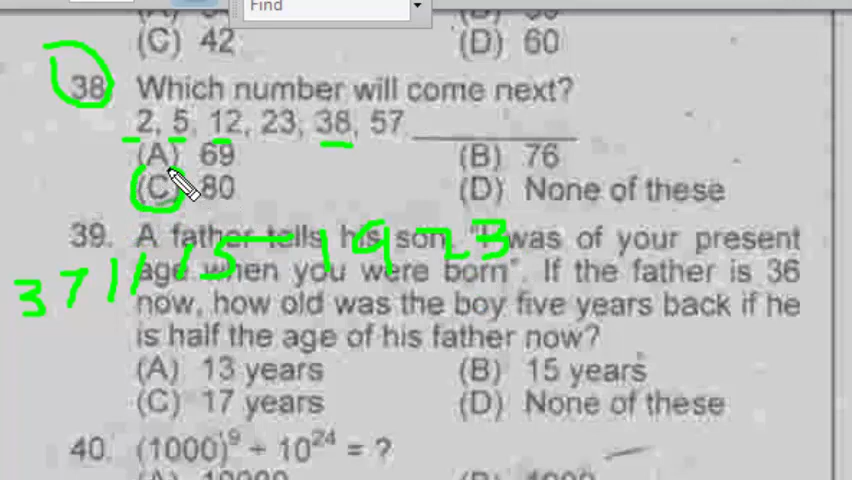 Find
(C) 42 (D) 60
38 Which number will come next?
2, 5, 12, 23, 38, 57
(A) 69 (B) 76
(C) 80 (D) None of these
39. A father tells his son, "I was of your present
age when you were born". If the father is 36
now, how old was the boy five years back if he
is half the age of his father now?
3 7 11 15 19 23
(A) 13 years (B) 15 years
(C) 17 years (D) None of these
40. (1000)⁹ ÷ 10²⁴ = ?
(A) 10000